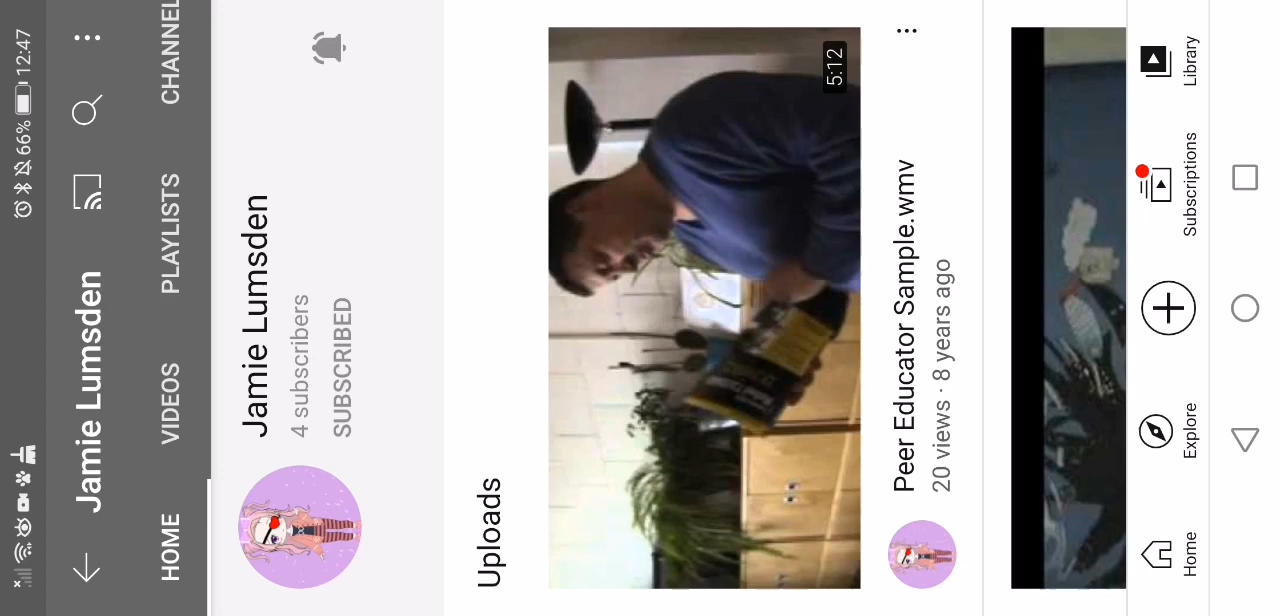 66% 12:47
Jamie Lumsden
HOME VIDEOS PLAYLISTS CHANNEL
Jamie Lumsden
4 subscribers
SUBSCRIBED
Uploads
5:12
Peer Educator Sample.wmv
20 views · 8 years ago
Home Explore Subscriptions Library